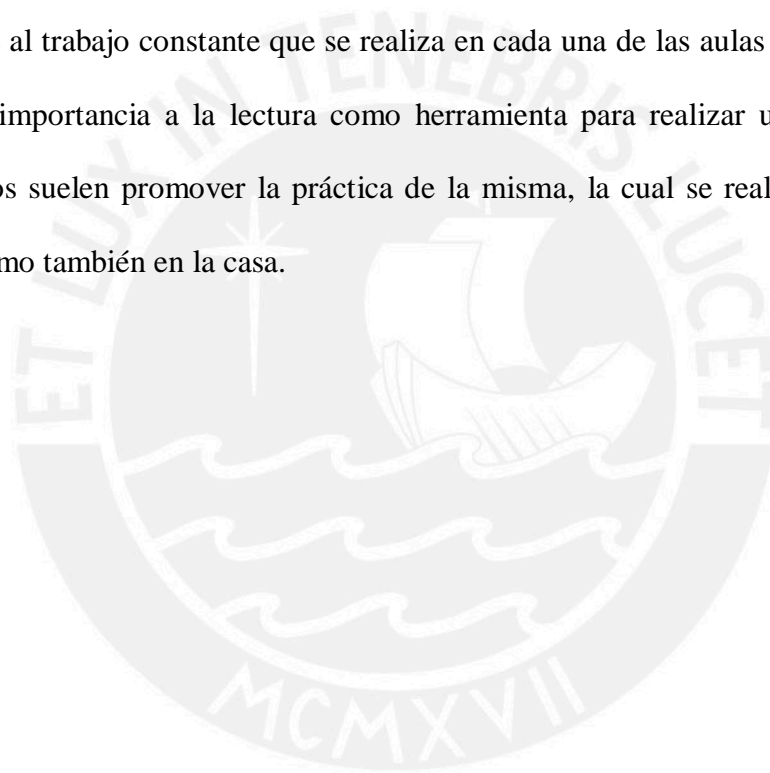 al trabajo constante que se realiza en cada una de las aulas
importancia a la lectura como herramienta para realizar
suelen promover la práctica de la misma, la cual se
también en la casa.
ET LUX IN TENEBRIS LUCET
MCMXVII